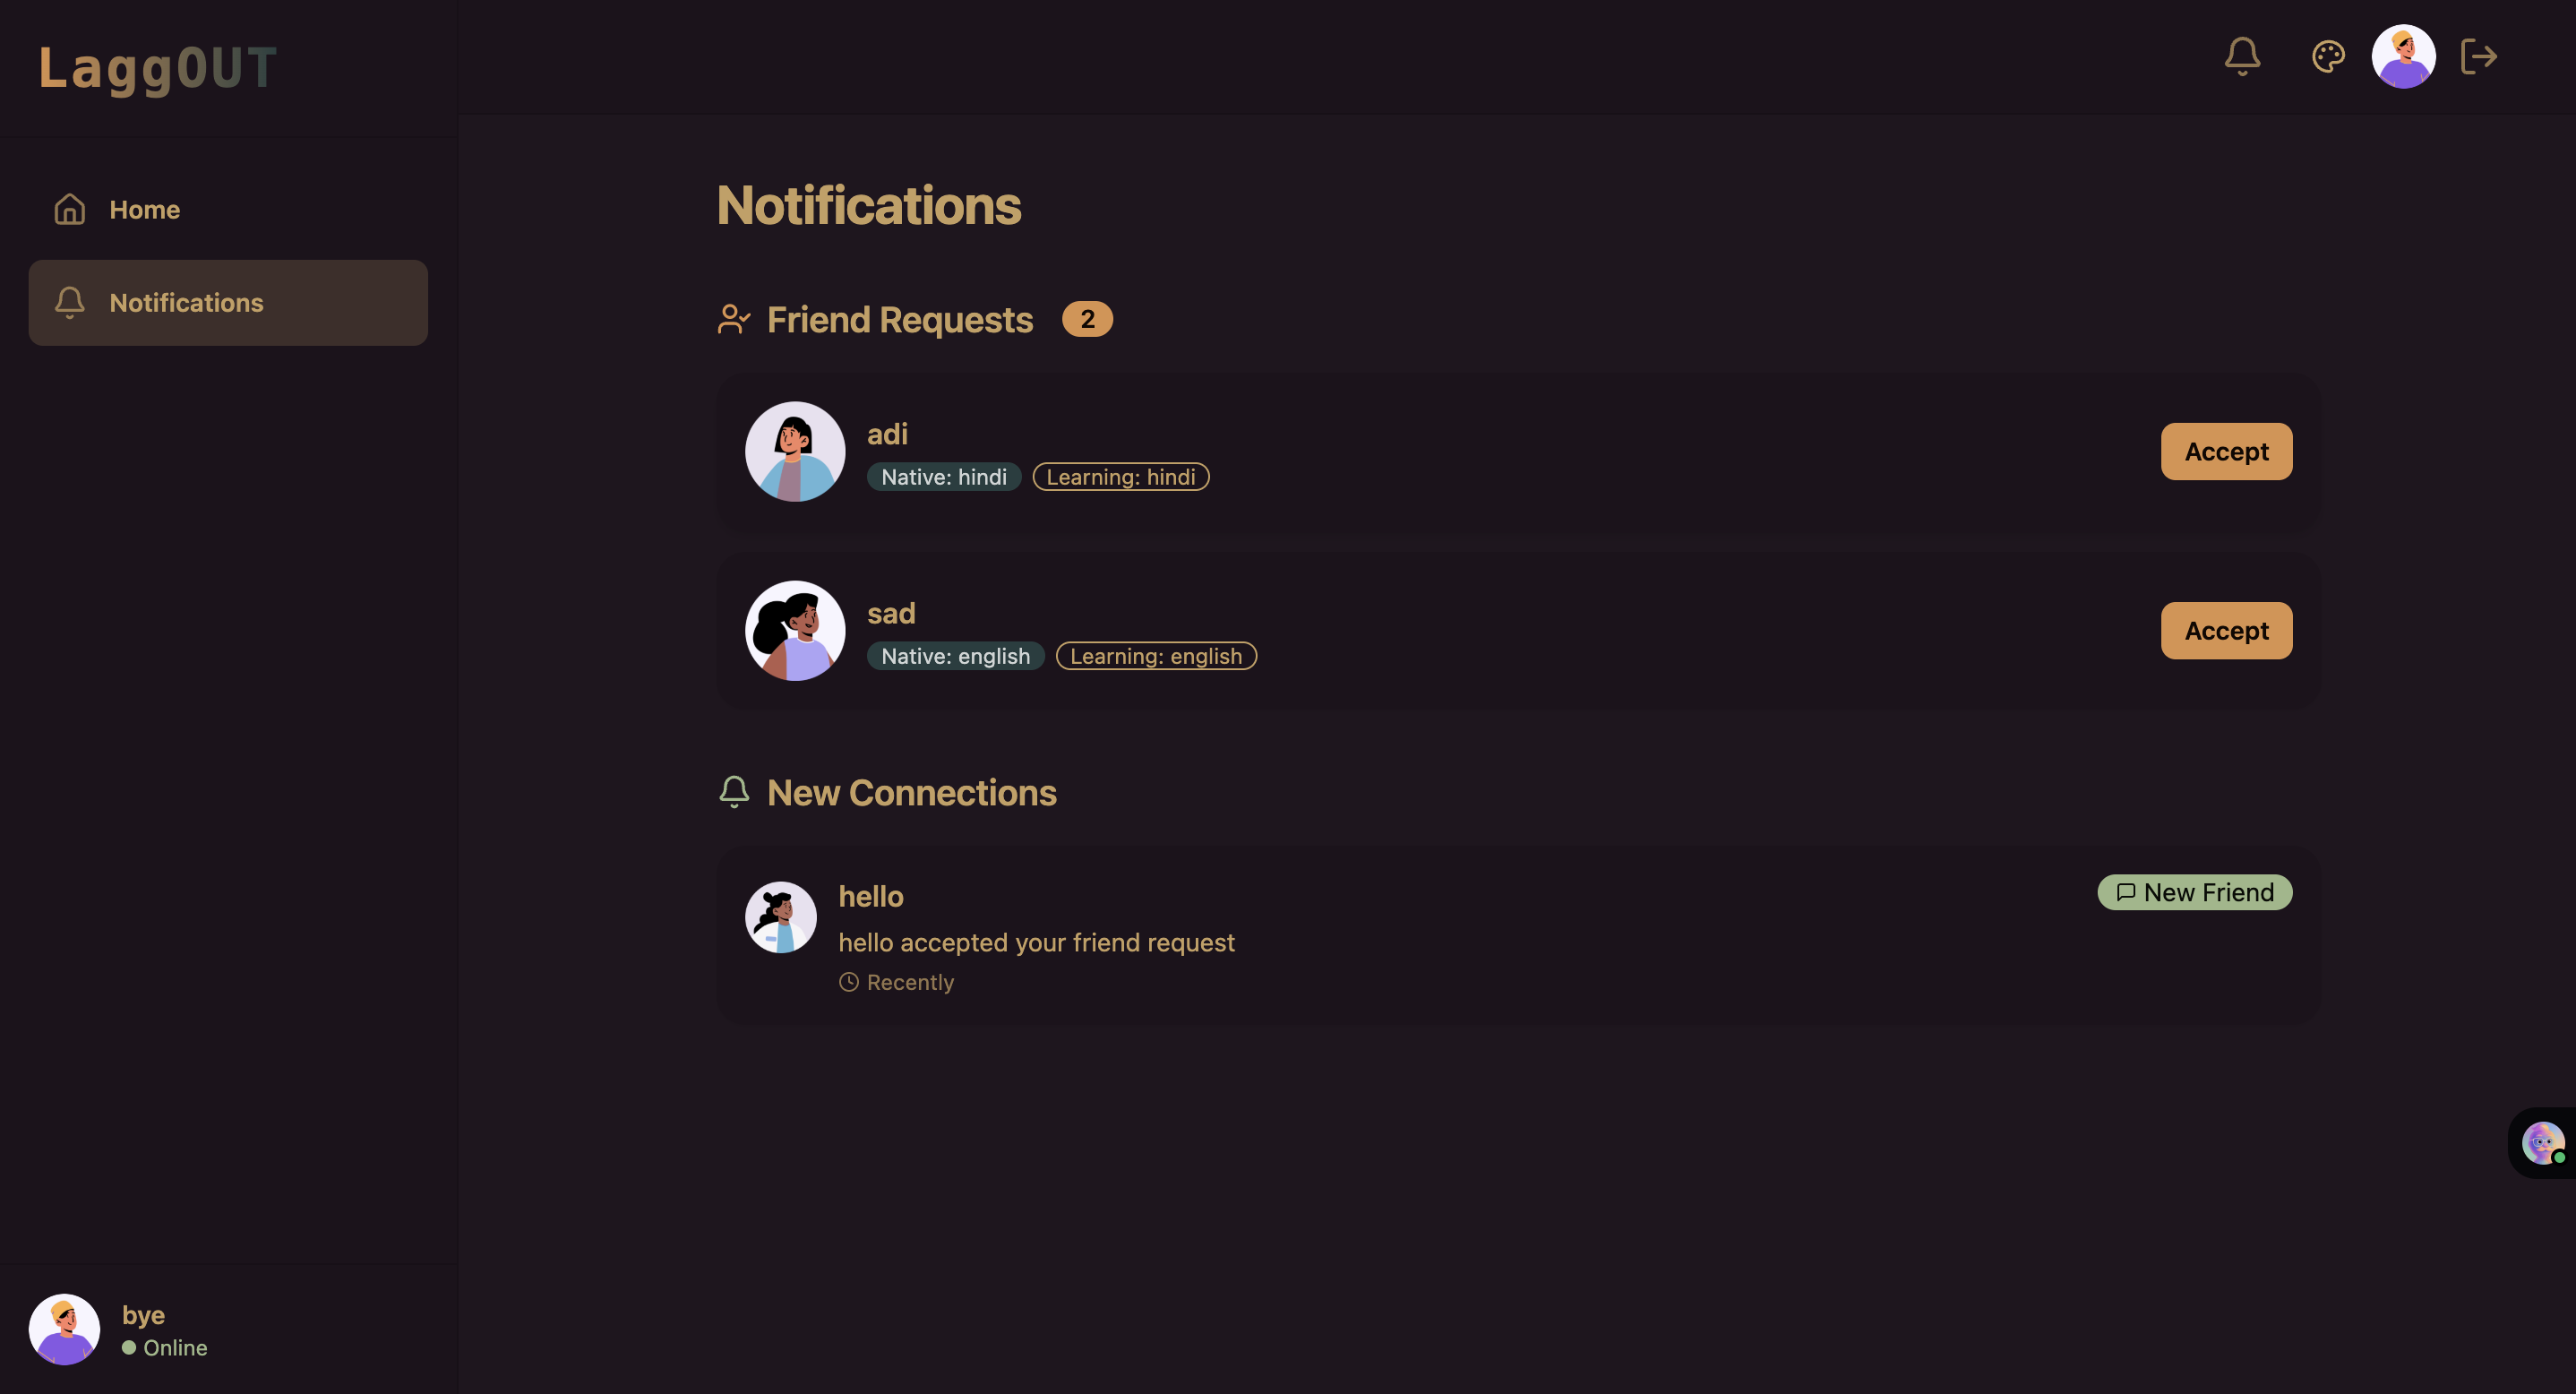 LaggOUT
Home
Notifications
Notifications
Friend Requests 2
adi
Native: hindi Learning: hindi
Accept
sad
Native: english Learning: english
Accept
New Connections
hello
New Friend
hello accepted your friend request
Recently
bye
Online